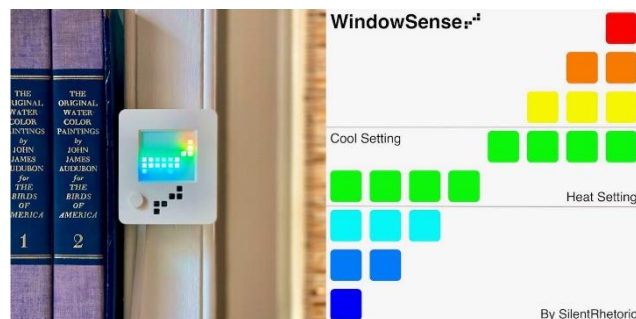 THE
ORIGINAL
WATER-
COLOR
PAINTINGS
by
JOHN
JAMES
AUDUBON
for
THE
BIRDS
OF
AMERICA
1
THE
ORIGINAL
WATER-
COLOR
PAINTINGS
by
JOHN
JAMES
AUDUBON
for
THE
BIRDS
OF
AMERICA
2
WindowSense
Cool Setting
Heat Setting
By SilentRhetoric